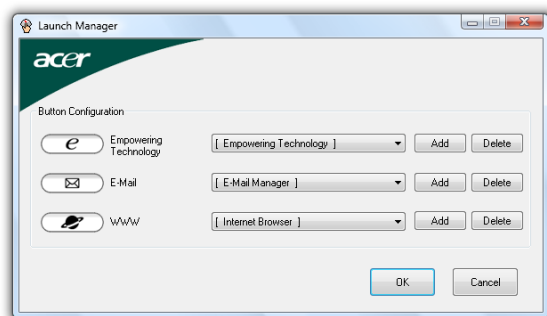 Launch Manager
acer
Button Configuration
e
Empowering
Technology
[ Empowering Technology ]
Add
Delete
E-Mail
[ E-Mail Manager ]
Add
Delete
WWW
[ Internet Browser ]
Add
Delete
OK
Cancel